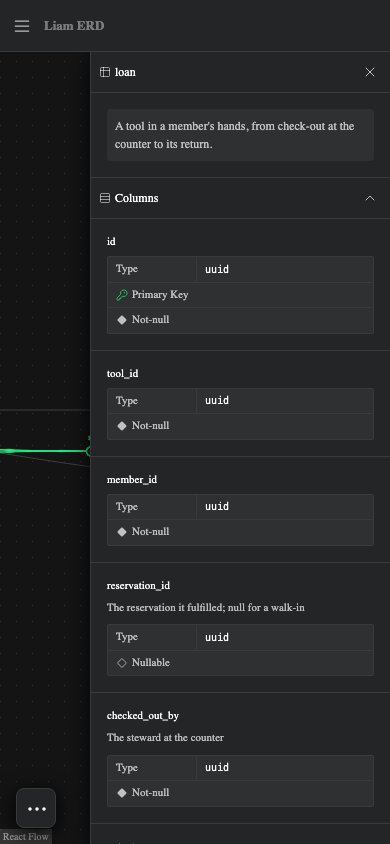 Liam ERD
loan
A tool in a member's hands, from check-out at the
counter to its return.
Columns
id
Type uuid
Primary Key
Not-null
tool_id
Type uuid
Not-null
member_id
Type uuid
Not-null
reservation_id
The reservation it fulfilled; null for a walk-in
Type uuid
Nullable
checked_out_by
The steward at the counter
Type uuid
Not-null
React Flow